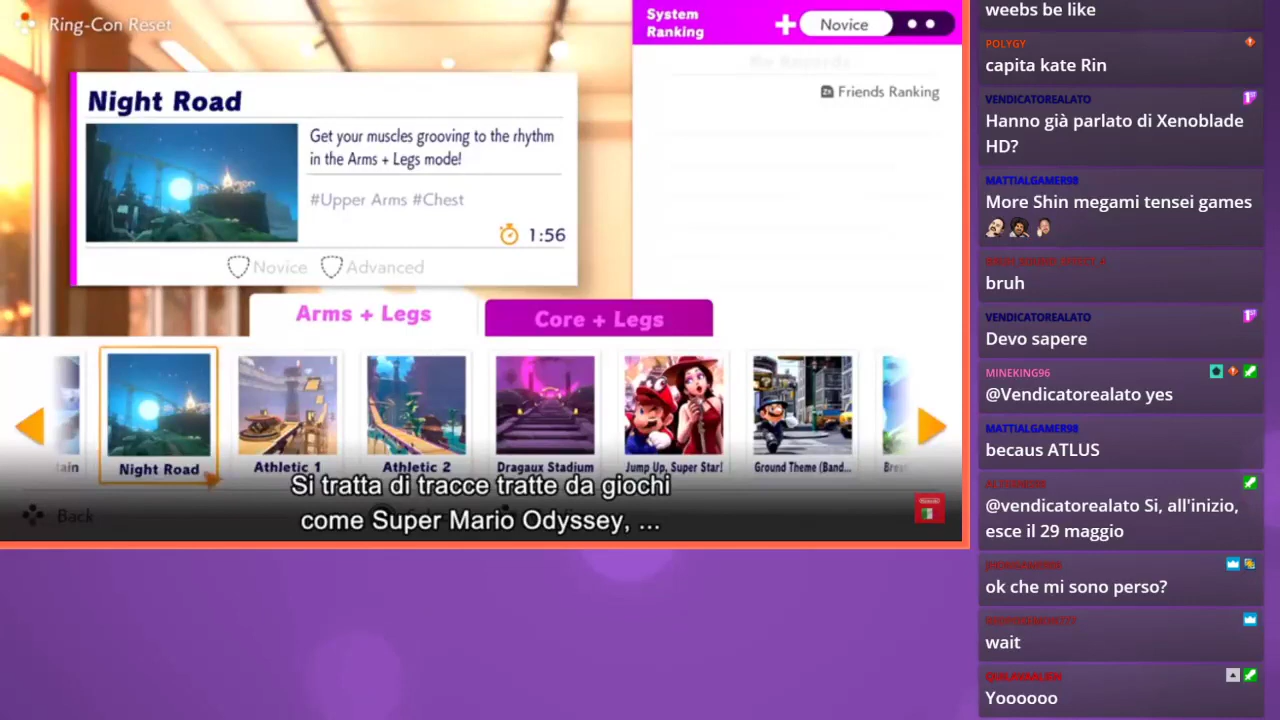 Ring-Con Reset
System
Ranking
Novice
Friends Ranking
Night Road
Get your muscles grooving to the rhythm
in the Arms + Legs mode!
#Upper Arms #Chest
1:56
Novice
Advanced
Arms + Legs
Core + Legs
tain
Night Road
Athletic 1
Athletic 2
Dragaux Stadium
Jump Up, Super Star!
Ground Theme (Band...
Si tratta di tracce tratte da giochi
come Super Mario Odyssey, ...
Back
weebs be like
POLYGY
capita kate Rin
VENDICATOREALATO
Hanno già parlato di Xenoblade
HD?
MATTIALGAMER98
More Shin megami tensei games
bruh
VENDICATOREALATO
Devo sapere
MINEKING96
@Vendicatorealato yes
MATTIALGAMER98
becaus ATLUS
@vendicatorealato Si, all'inizio,
esce il 29 maggio
ok che mi sono perso?
wait
Yoooooo